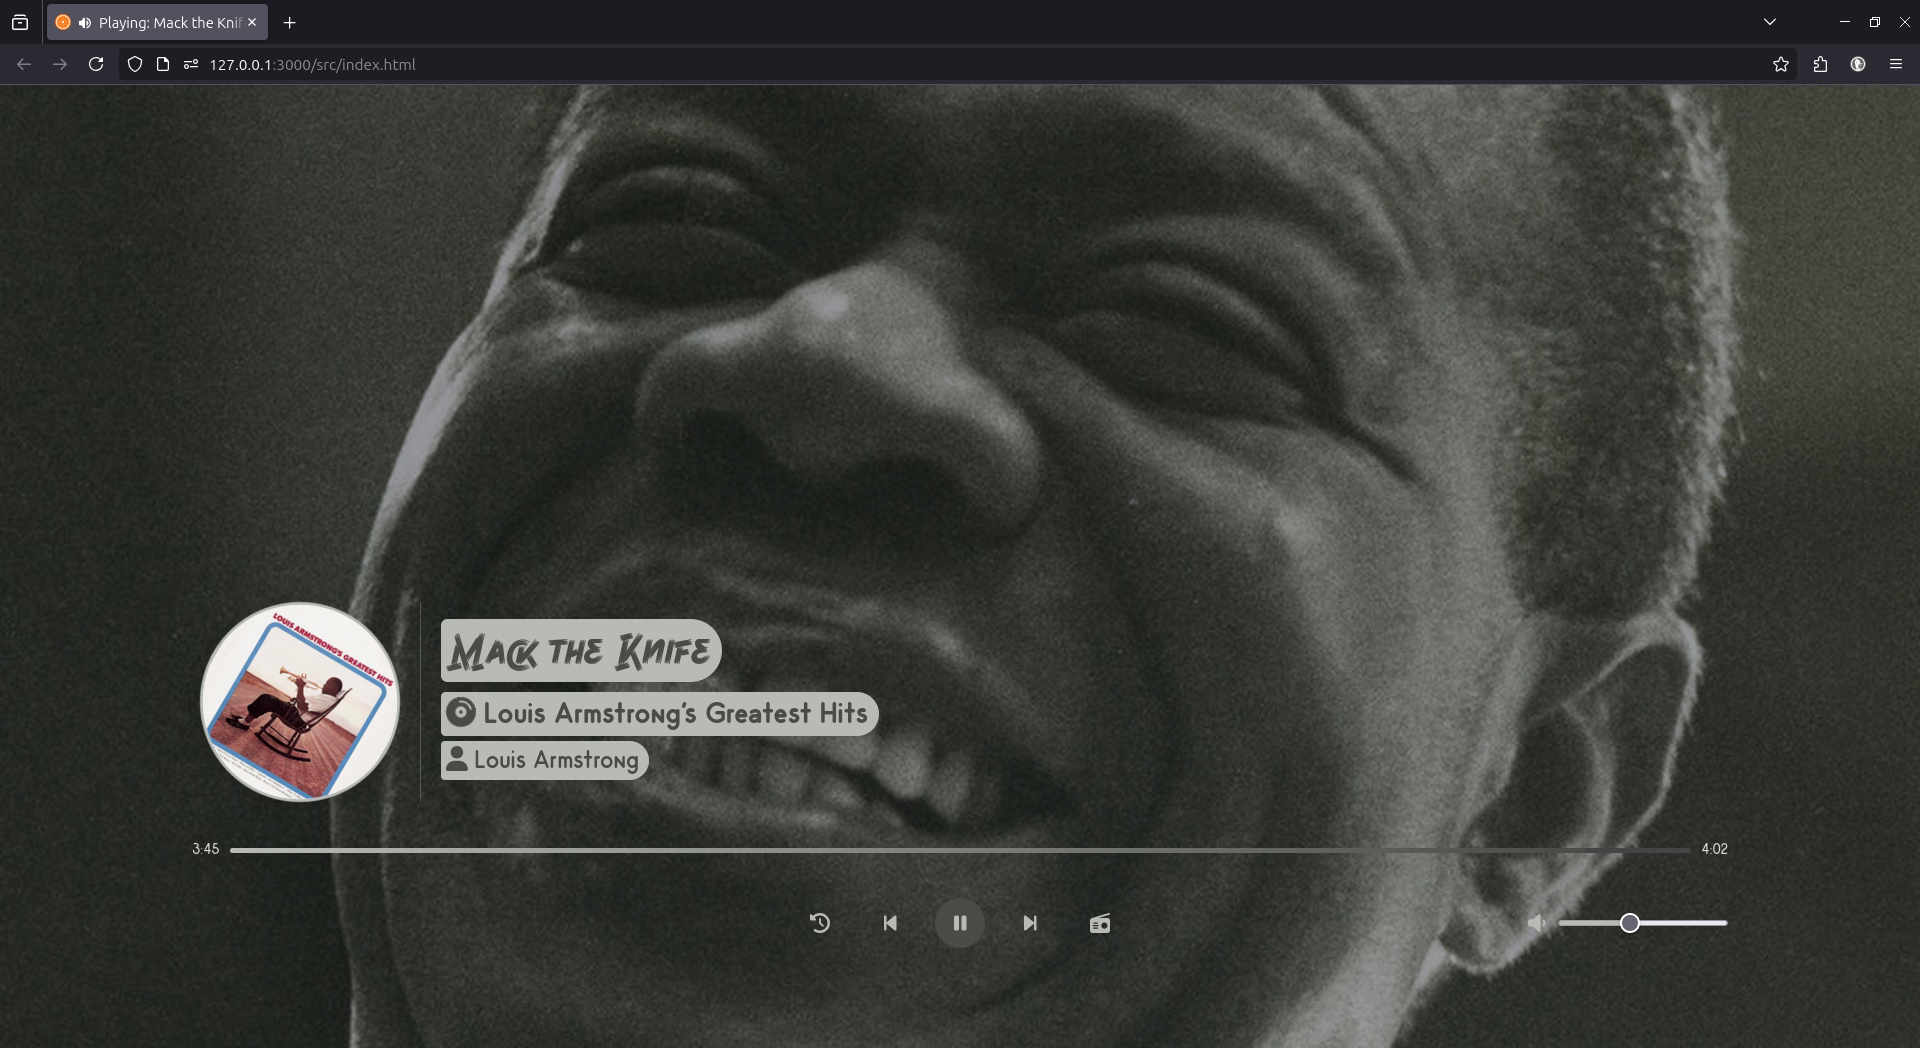 Playing: Mack the Knif
127.0.0.1:3000/src/index.html
LOUIS ARMSTRONG'S GREATEST HITS
Mack the Knife
Louis Armstrong's Greatest Hits
Louis Armstrong
3:45
4:02